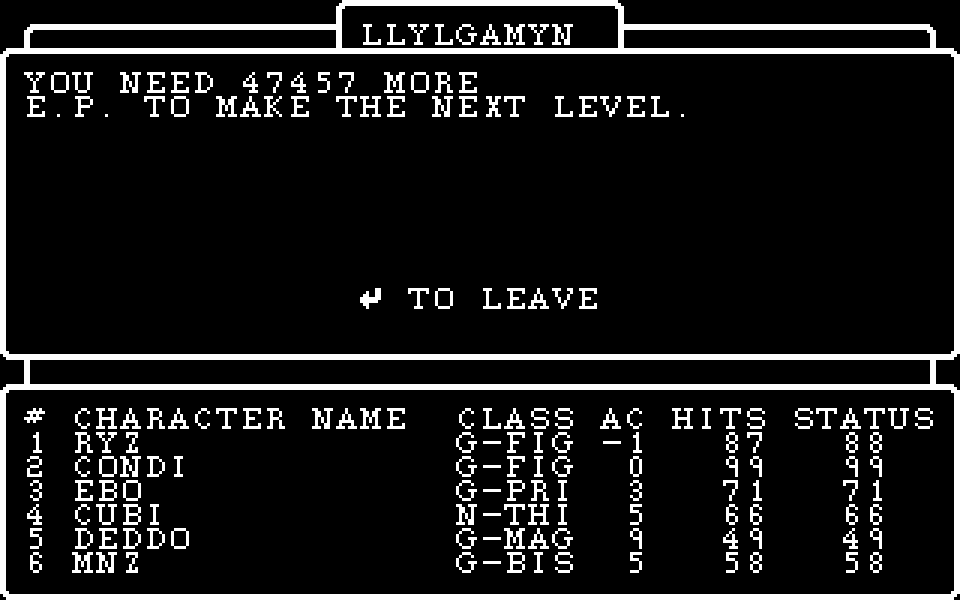 LLYLGAMYN
YOU NEED 47457 MORE
E.P. TO MAKE THE NEXT LEVEL.
↵ TO LEAVE
# CHARACTER NAME CLASS AC HITS STATUS
1 RYZ G-FIG -1 87 88
2 CONDI G-FIG 0 99 99
3 EBO G-PRI 3 71 71
4 CUBI N-THI 5 66 66
5 DEDDO G-MAG 9 49 49
6 MNZ G-BIS 5 58 58